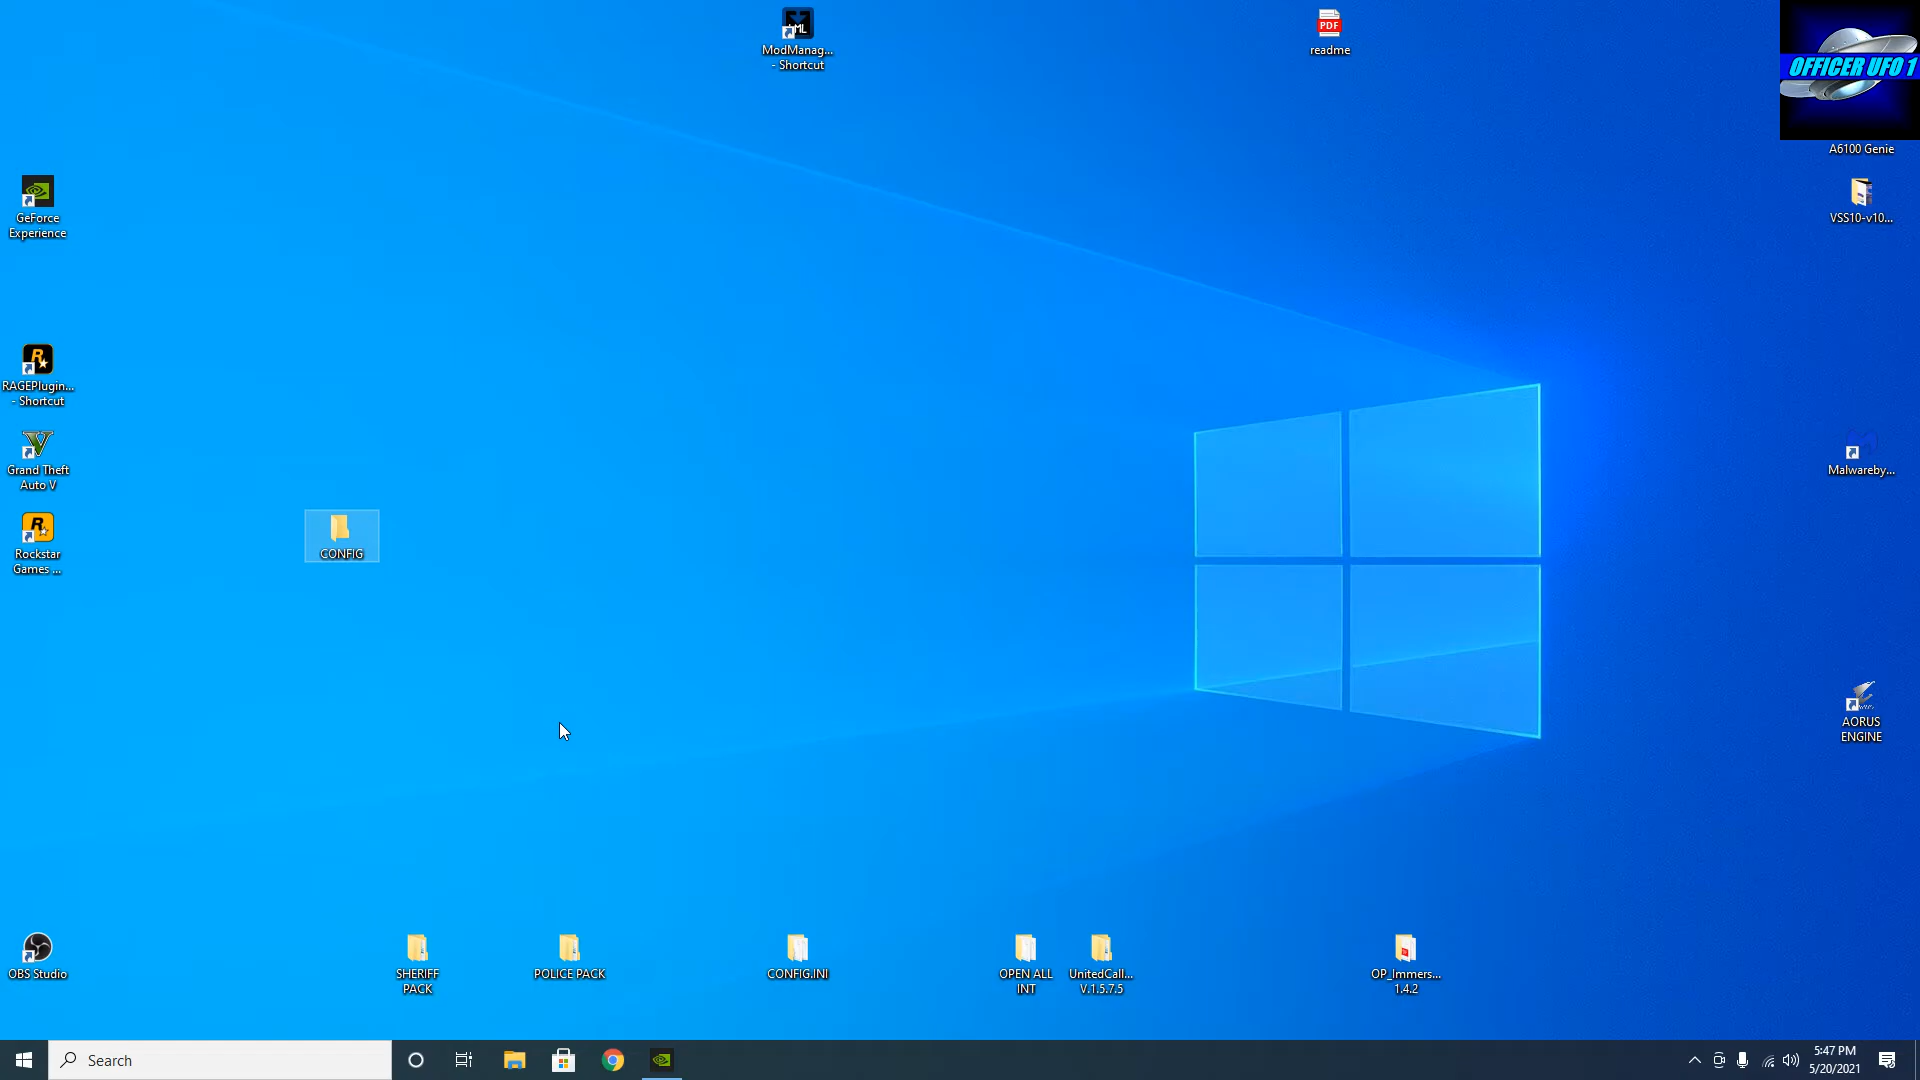 ModManag...
- Shortcut
PDF
readme
OFFICER UFO 1
A6100 Genie
GeForce
Experience
VSS10-v10...
RAGEPlugin...
- Shortcut
Grand Theft
Auto V
Malwareby...
CONFIG
Rockstar
Games ...
AORUS
ENGINE
OBS Studio
SHERIFF
PACK
POLICE PACK
CONFIG.INI
OPEN ALL
INT
UnitedCall...
V.1.5.7.5
OP_Immers...
1.4.2
Search
5:47 PM
5/20/2021